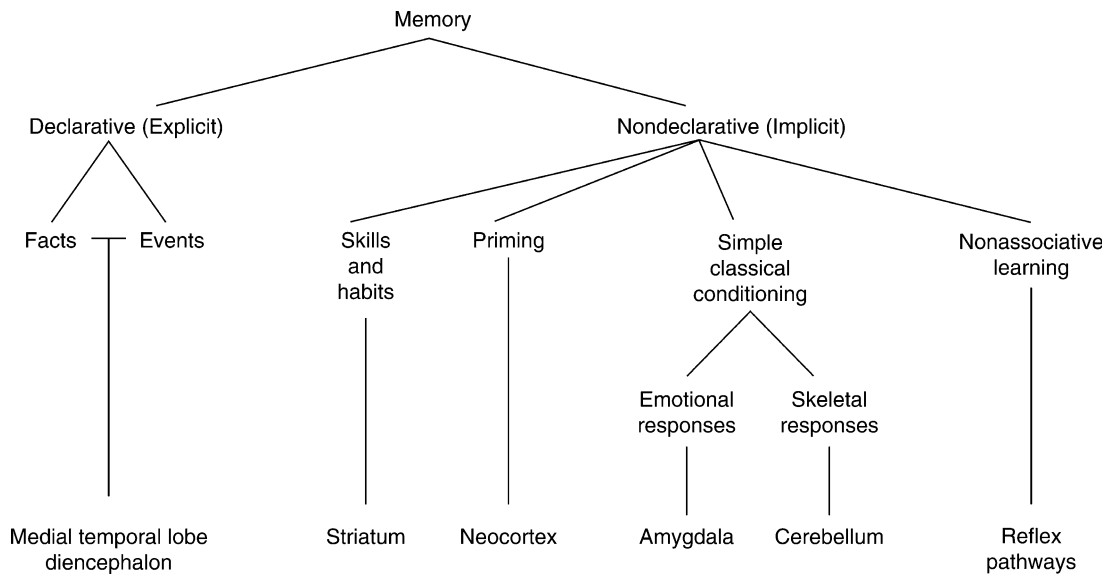 Memory
Declarative (Explicit)
Nondeclarative (Implicit)
Facts
Events
Skills
and
habits
Priming
Simple
classical
conditioning
Nonassociative
learning
Emotional
responses
Skeletal
responses
Medial temporal lobe
diencephalon
Striatum
Neocortex
Amygdala
Cerebellum
Reflex
pathways